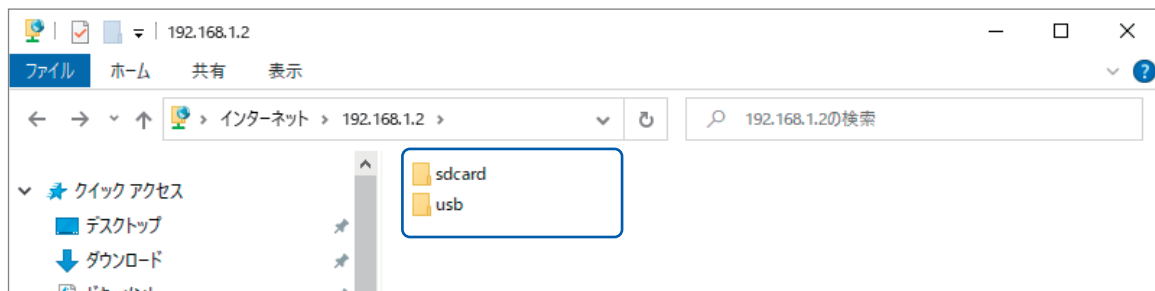 192.168.1.2
ファイル ホーム 共有 表示
インターネット 192.168.1.2 192.168.1.2の検索
クイック アクセス
sdcard
usb
デスクトップ
ダウンロード